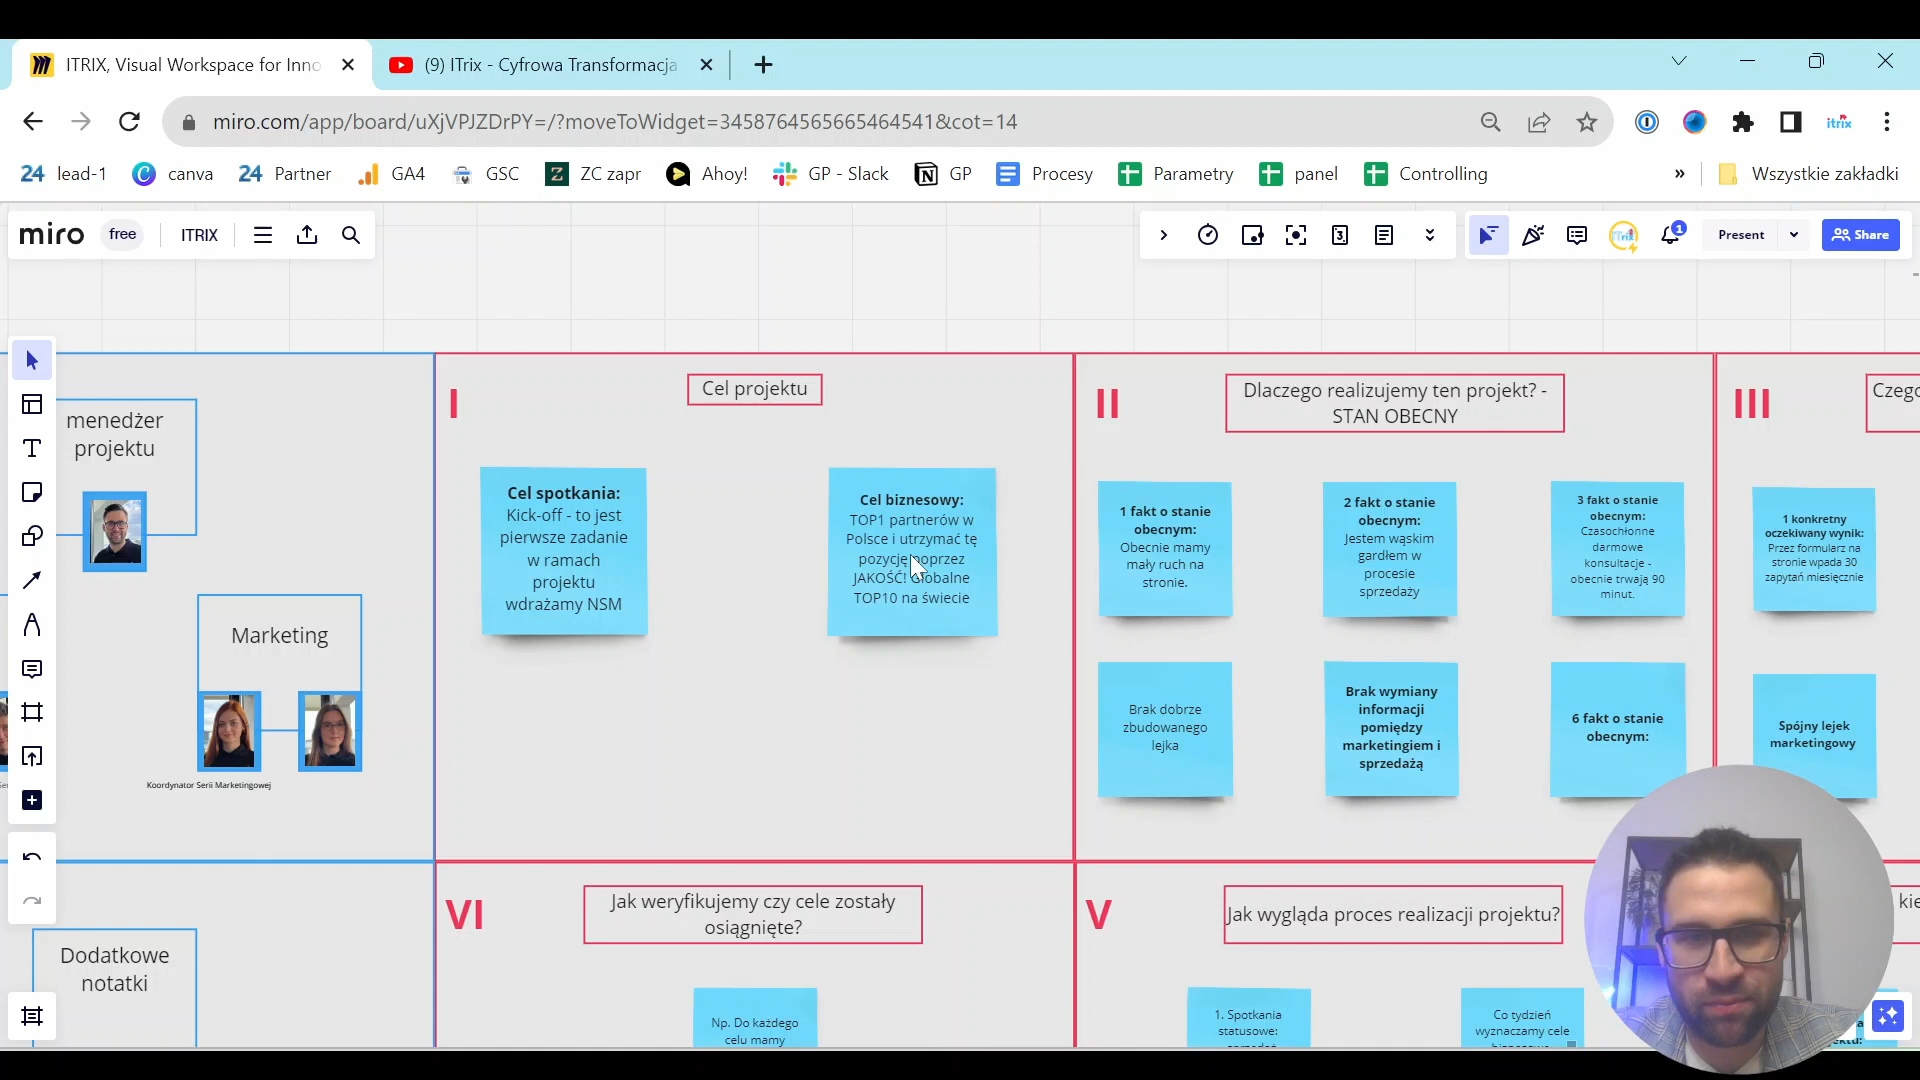 ITRIX, Visual Workspace for Inno
(9) ITrix - Cyfrowa Transformacja
miro.com/app/board/uXjVPJZDrPY=/?moveToWidget=3458764565665464541&cot=14
itrix
24 lead-1
canva
24 Partner
GA4
GSC
Z ZC zapr
Ahoy!
GP - Slack
GP
Procesy
Parametry
panel
Controlling
»
Wszystkie zakładki
miro
free
ITRIX
3
1
Present
Share
menedżer
projektu
Marketing
Koordynator Serii Marketingowej
Dodatkowe
notatki
I
Cel projektu
Cel spotkania:
Kick-off - to jest
pierwsze zadanie
w ramach
projektu
wdrażamy NSM
Cel biznesowy:
TOP1 partnerów w
Polsce i utrzymać tę
pozycję poprzez
JAKOŚĆ! Globalne
TOP10 na świecie
II
Dlaczego realizujemy ten projekt? -
STAN OBECNY
1 fakt o stanie
obecnym:
Obecnie mamy
mały ruch na
stronie.
2 fakt o stanie
obecnym:
Jestem wąskim
gardłem w
procesie
sprzedaży
3 fakt o stanie
obecnym:
Czasochłonne
darmowe
konsultacje -
obecnie trwają 90
minut.
Brak dobrze
zbudowanego
lejka
Brak wymiany
informacji
pomiędzy
marketingiem i
sprzedażą
6 fakt o stanie
obecnym:
III
Czego
1 konkretny
oczekiwany wynik:
Przez formularz na
stronie wpada 30
zapytań miesięcznie
Spójny lejek
marketingowy
VI
Jak weryfikujemy czy cele zostały
osiągnięte?
Np. Do każdego
celu mamy
V
Jak wygląda proces realizacji projektu?
1. Spotkania
statusowe:
Co tydzień
wyznaczamy cele
kie